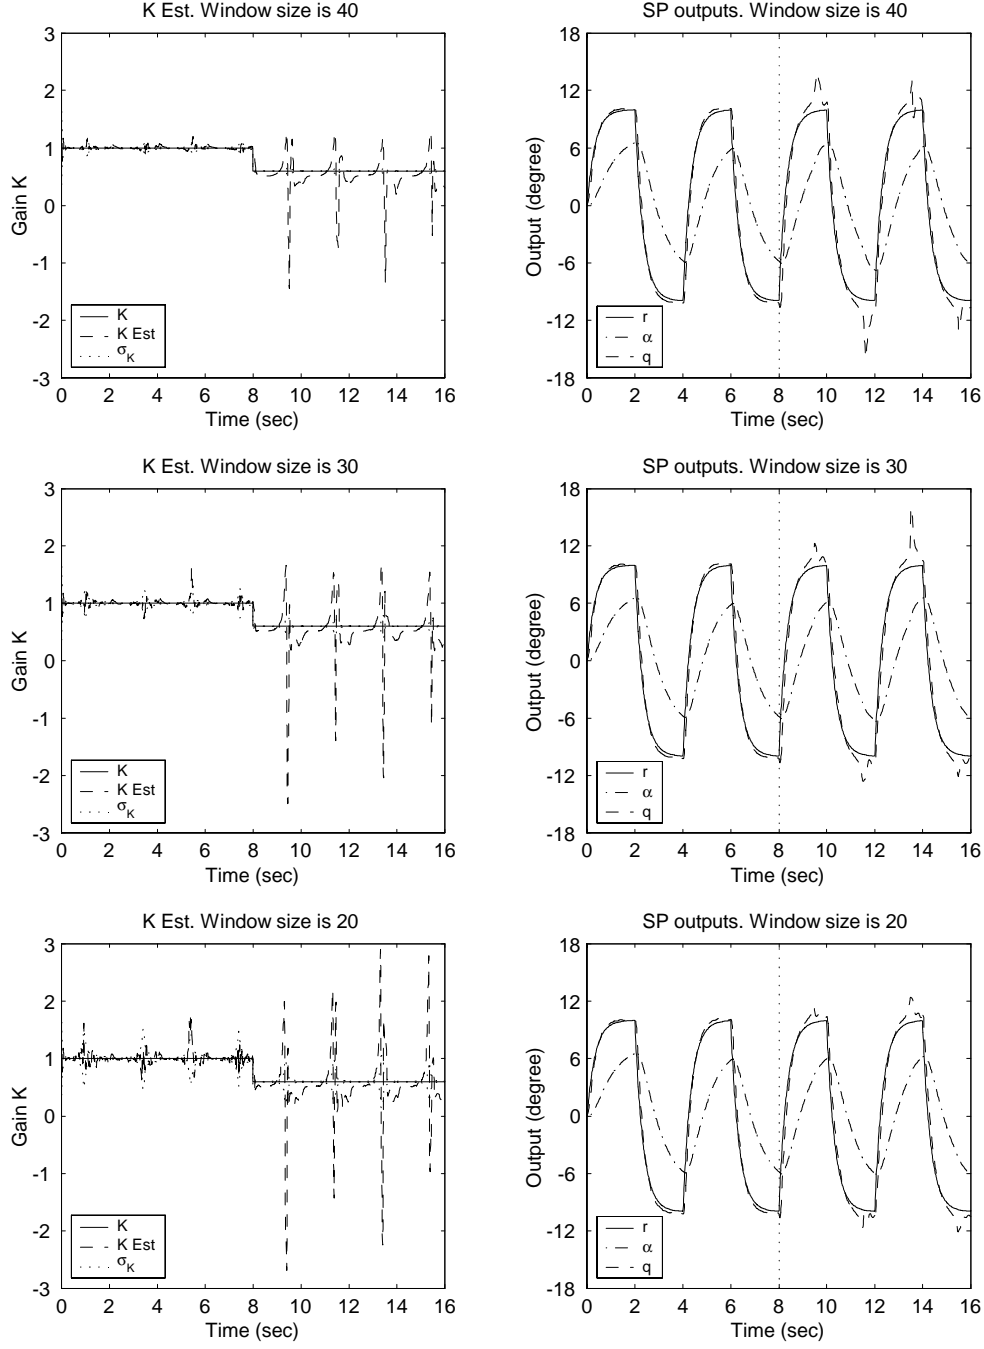 K Est. Window size is 40
3
2
1
0
-1
-2
-3
Gain K
K
K Est
σK
0 2 4 6 8 10 12 14 16
Time (sec)
SP outputs. Window size is 40
18
12
6
0
-6
-12
-18
Output (degree)
r
α
q
0 2 4 6 8 10 12 14 16
Time (sec)
K Est. Window size is 30
3
2
1
0
-1
-2
-3
Gain K
K
K Est
σK
0 2 4 6 8 10 12 14 16
Time (sec)
SP outputs. Window size is 30
18
12
6
0
-6
-12
-18
Output (degree)
r
α
q
0 2 4 6 8 10 12 14 16
Time (sec)
K Est. Window size is 20
3
2
1
0
-1
-2
-3
Gain K
K
K Est
σK
0 2 4 6 8 10 12 14 16
Time (sec)
SP outputs. Window size is 20
18
12
6
0
-6
-12
-18
Output (degree)
r
α
q
0 2 4 6 8 10 12 14 16
Time (sec)